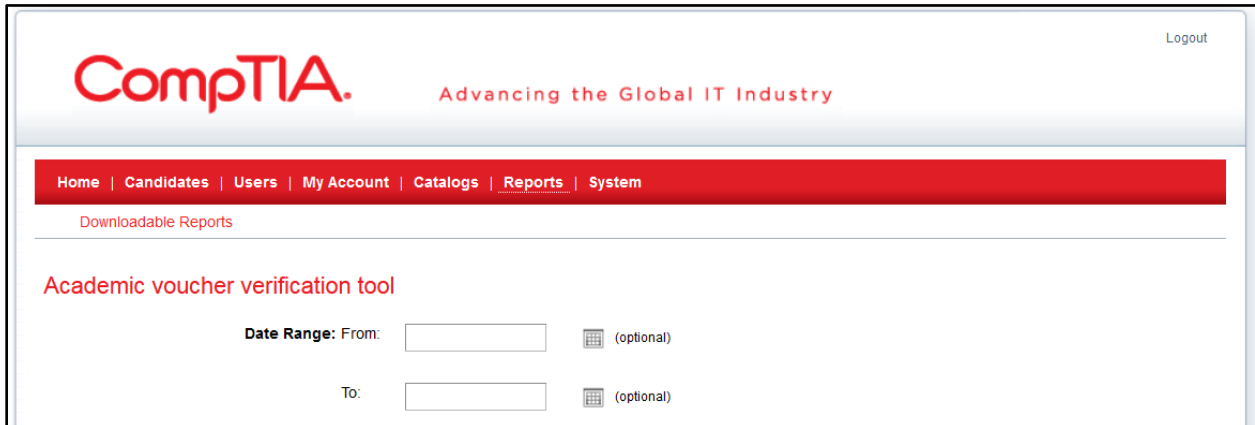 Logout
CompTIA.
Advancing the Global IT Industry
Home | Candidates | Users | My Account | Catalogs | Reports | System
Downloadable Reports
Academic voucher verification tool
Date Range: From: (optional)
To: (optional)